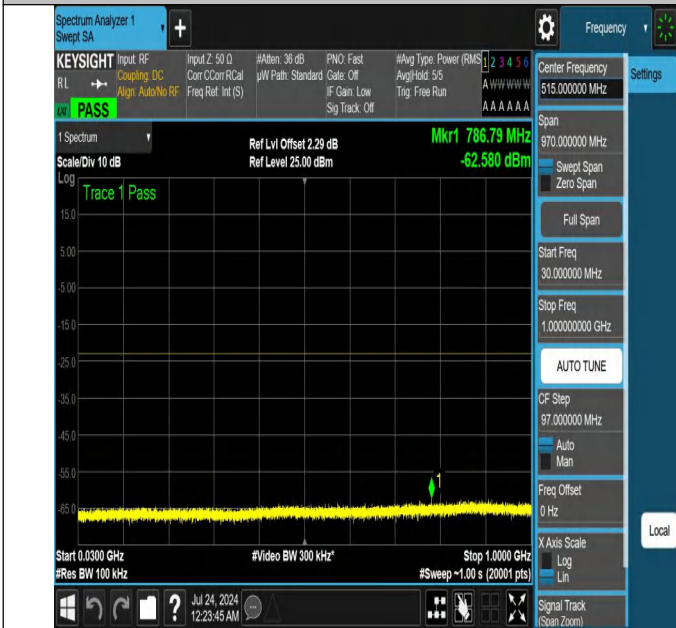 Spectrum Analyzer 1
Swept SA
+
Frequency
KEYSIGHT
RL
PASS
Input: RF
Coupling: DC
Align: Auto/No RF
Input Z: 50 Ω
Corr CCorr RCal
Freq Ref: Int (S)
#Atten: 36 dB
µW Path: Standard
PNO: Fast
Gate: Off
IF Gain: Low
Sig Track: Off
#Avg Type: Power (RMS
Avg|Hold: 5/5
Trig: Free Run
1 2 3 4 5 6
A W W W W W
A A A A A A
1 Spectrum
Scale/Div 10 dB
Ref Lvl Offset 2.29 dB
Ref Level 25.00 dBm
Mkr1 786.79 MHz
-62.580 dBm
Log
Trace 1 Pass
15.0
5.00
-5.00
-15.0
-25.0
-35.0
-45.0
-55.0
-65.0
1
Start 0.0300 GHz
#Res BW 100 kHz
#Video BW 300 kHz*
Stop 1.0000 GHz
#Sweep ~1.00 s (20001 pts)
Center Frequency
515.000000 MHz
Settings
Span
970.000000 MHz
Swept Span
Zero Span
Full Span
Start Freq
30.000000 MHz
Stop Freq
1.000000000 GHz
AUTO TUNE
CF Step
97.000000 MHz
Auto
Man
Freq Offset
0 Hz
Local
X Axis Scale
Log
Lin
Signal Track
(Span Zoom)
?
Jul 24, 2024
12:23:45 AM